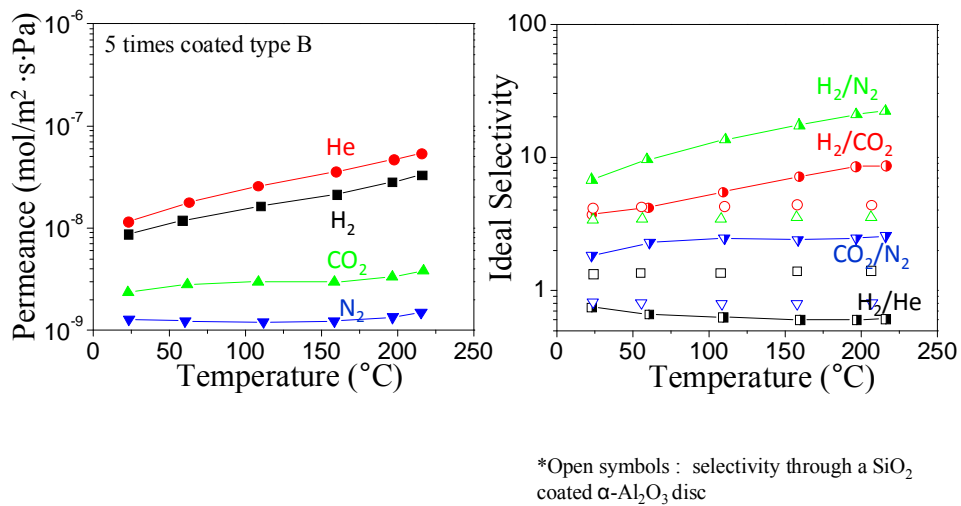 10⁻⁶
5 times coated type B
10⁻⁷
10⁻⁸
10⁻⁹
Permeance (mol/m²·s·Pa)
He
H₂
CO₂
N₂
0 50 100 150 200 250
Temperature (°C)
100
10
1
Ideal Selectivity
H₂/N₂
H₂/CO₂
CO₂/N₂
H₂/He
0 50 100 150 200 250
Temperature (°C)
*Open symbols : selectivity through a SiO₂
coated α-Al₂O₃ disc